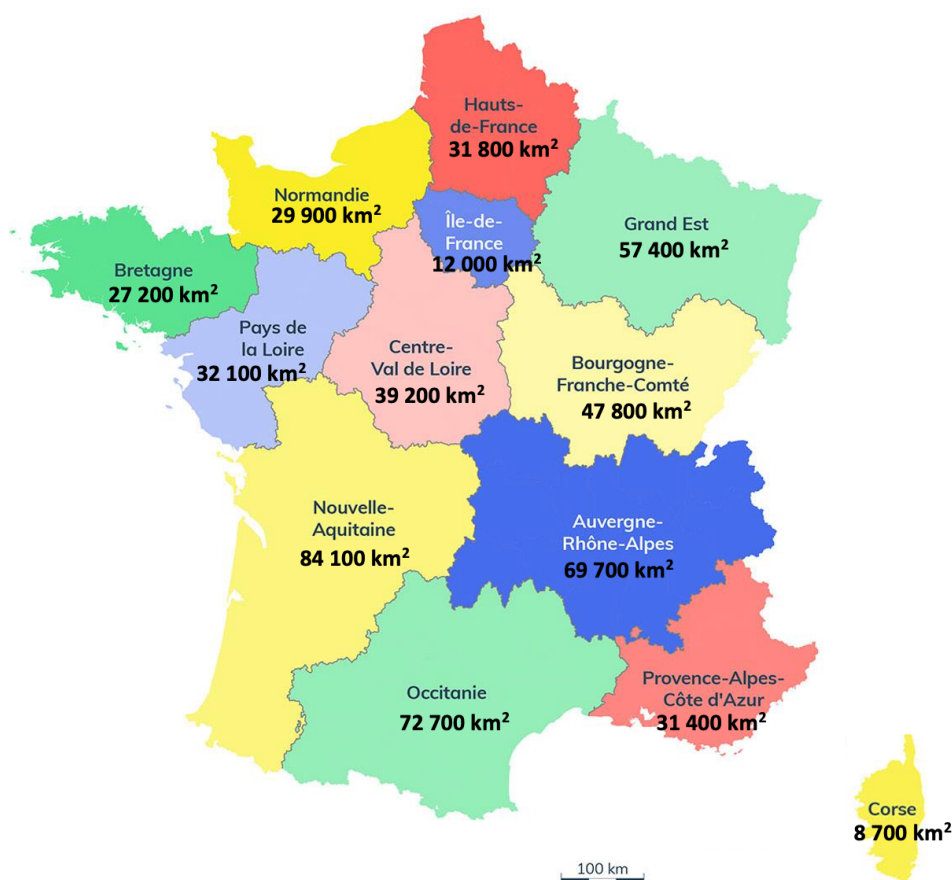 Hauts-
de-France
31 800 km²
Normandie
29 900 km²
Île-de-
France
12 000 km²
Grand Est
57 400 km²
Bretagne
27 200 km²
Pays de
la Loire
32 100 km²
Centre-
Val de Loire
39 200 km²
Bourgogne-
Franche-Comté
47 800 km²
Nouvelle-
Aquitaine
84 100 km²
Auvergne-
Rhône-Alpes
69 700 km²
Occitanie
72 700 km²
Provence-Alpes-
Côte d'Azur
31 400 km²
Corse
8 700 km²
100 km